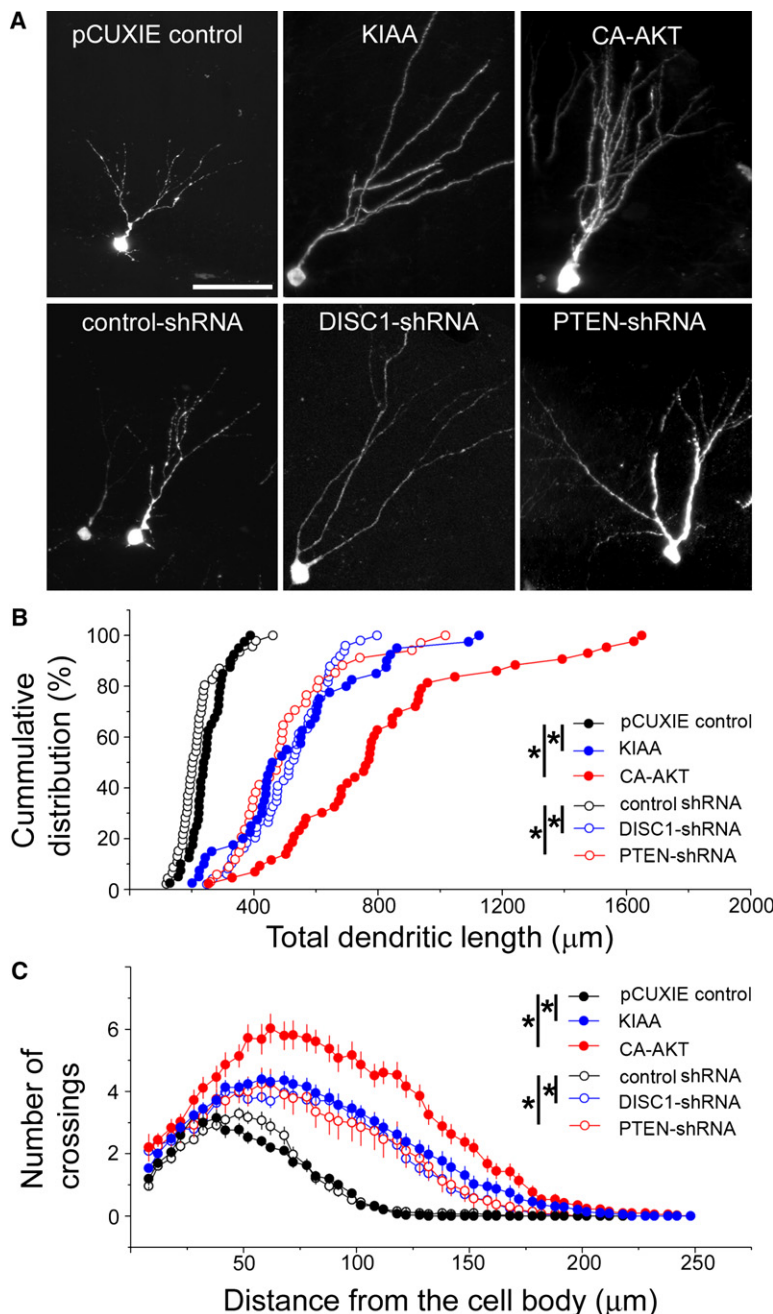 A
pCUXIE control
KIAA
CA-AKT
control-shRNA
DISC1-shRNA
PTEN-shRNA
B
Cummulative
distribution (%)
100
80
60
40
20
0
pCUXIE control
KIAA
CA-AKT
control shRNA
DISC1-shRNA
PTEN-shRNA
* *
* *
400 800 1200 1600 2000
Total dendritic length (μm)
C
Number of
crossings
6
4
2
0
pCUXIE control
KIAA
CA-AKT
control shRNA
DISC1-shRNA
PTEN-shRNA
* *
* *
50 100 150 200 250
Distance from the cell body (μm)